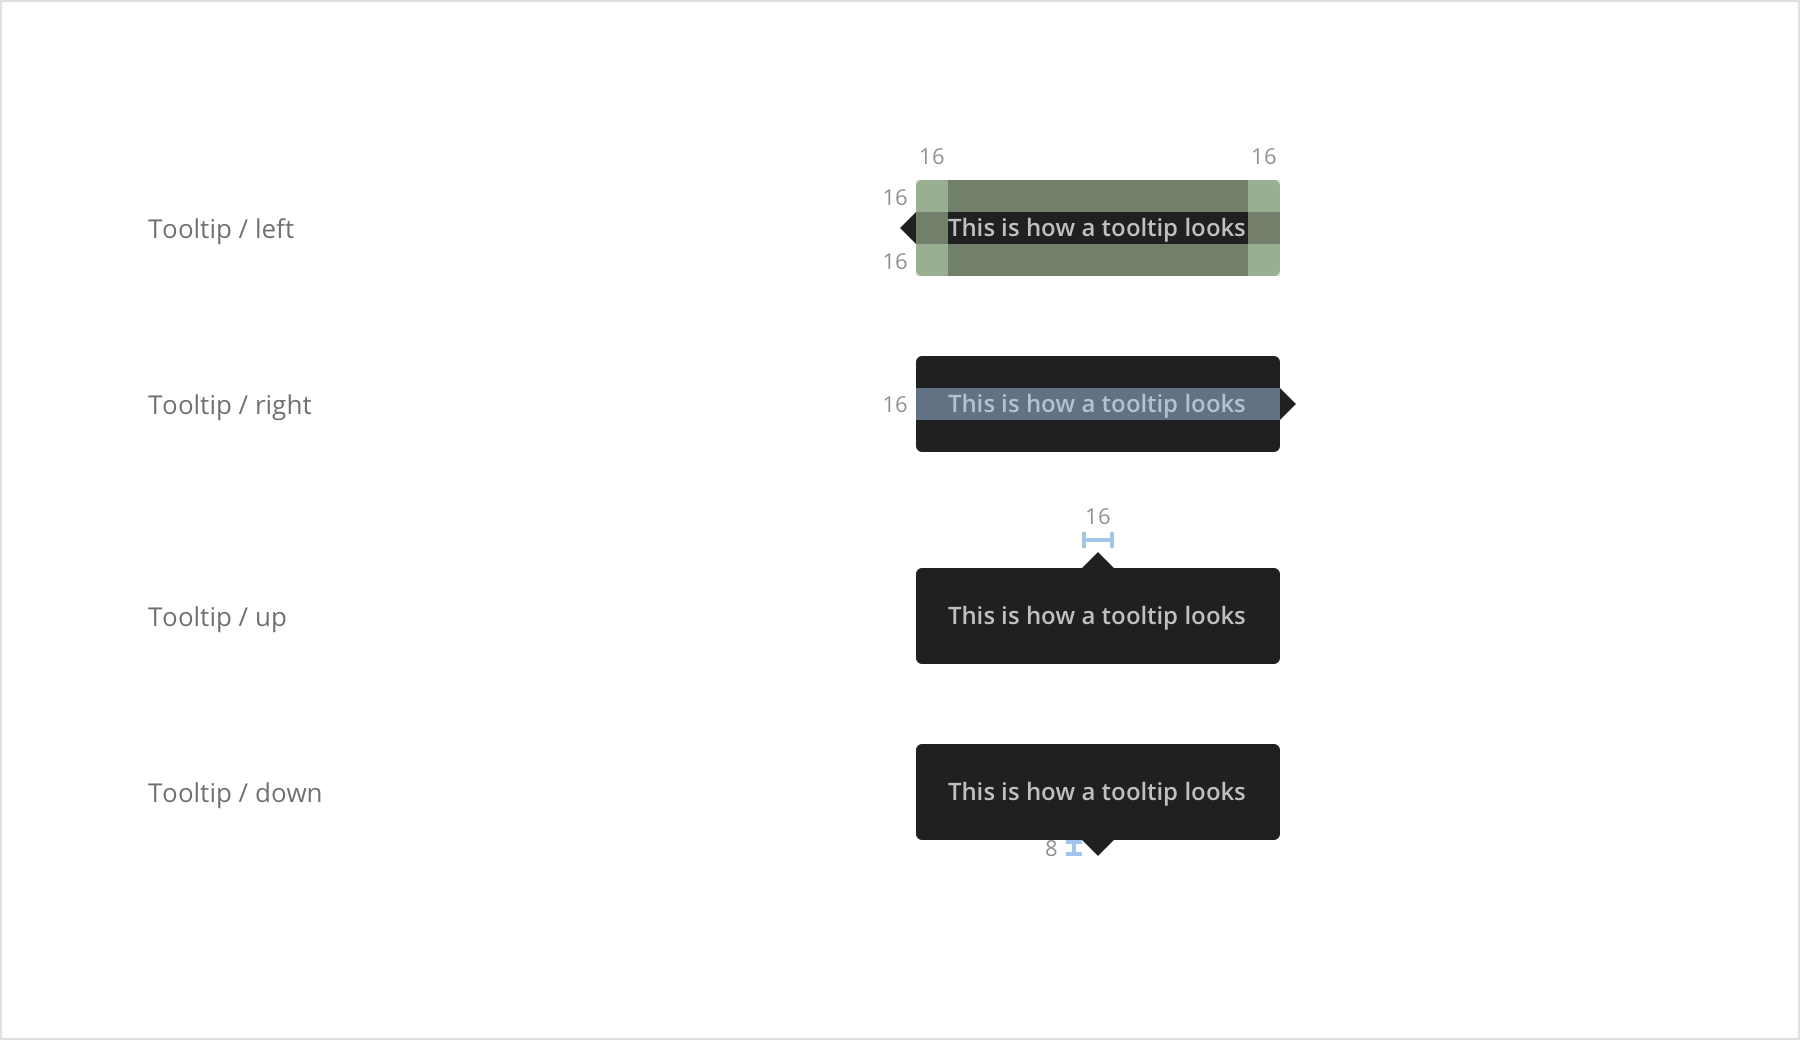 16 16
16
Tooltip / left This is how a tooltip looks
16
Tooltip / right 16 This is how a tooltip looks
16
Tooltip / up This is how a tooltip looks
Tooltip / down This is how a tooltip looks
8